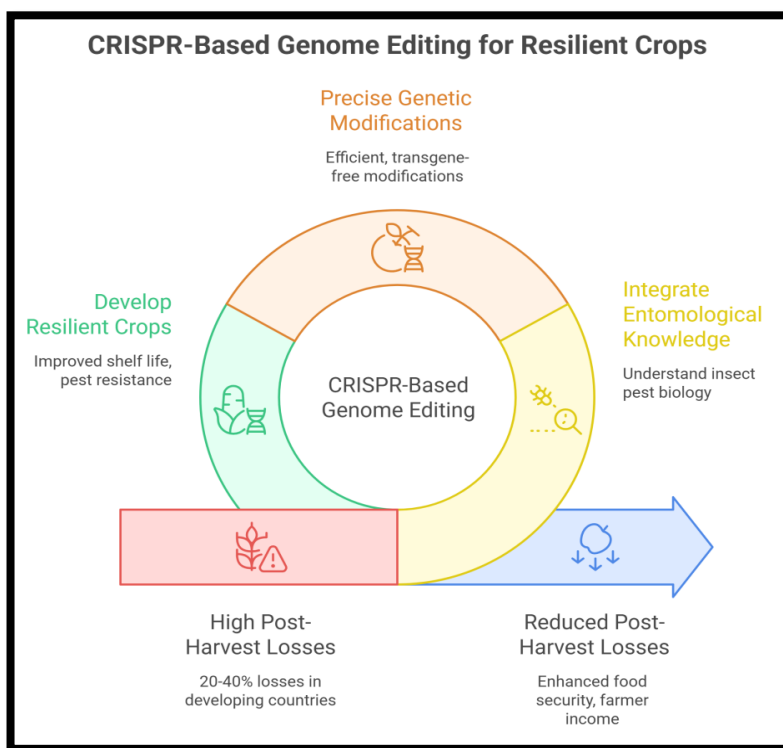 CRISPR-Based Genome Editing for Resilient Crops
Precise Genetic
Modifications
Efficient, transgene-
free modifications
Develop
Resilient Crops
Improved shelf life,
pest resistance
Integrate
Entomological
Knowledge
Understand insect
pest biology
CRISPR-Based
Genome Editing
High Post-
Harvest Losses
20-40% losses in
developing countries
Reduced Post-
Harvest Losses
Enhanced food
security, farmer
income